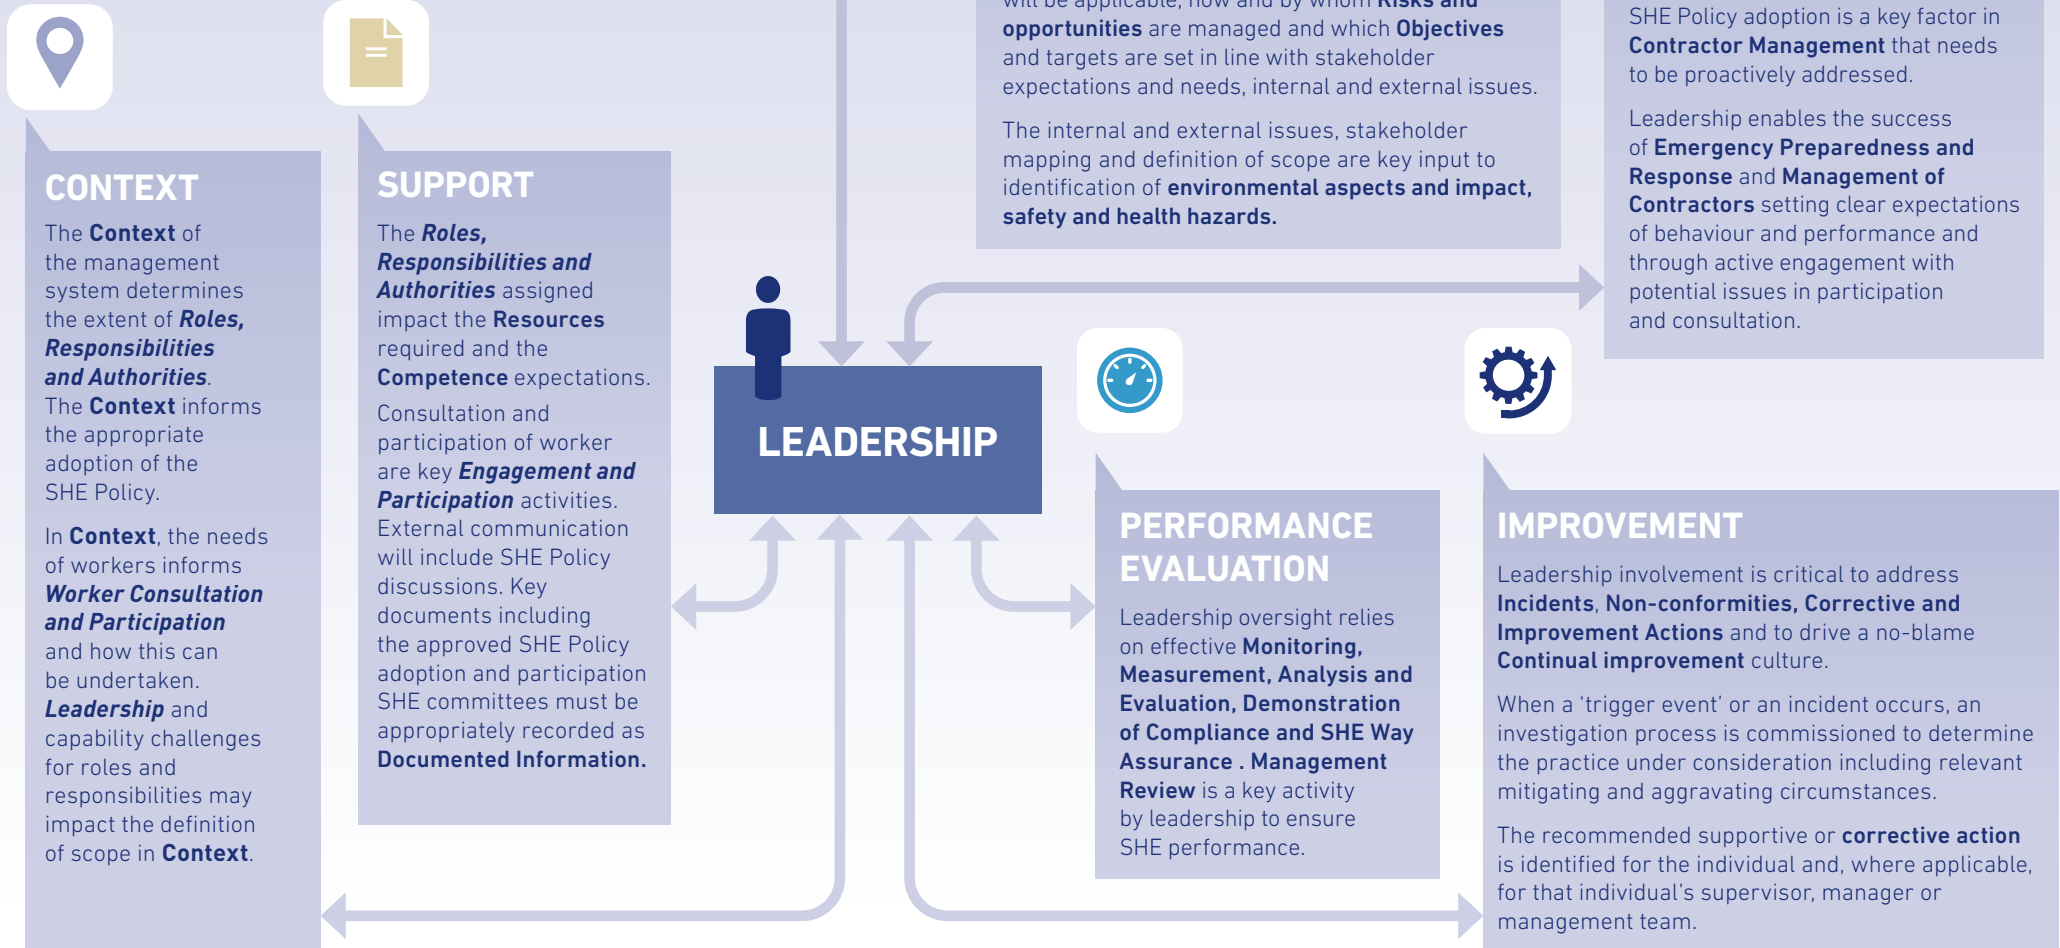 will be applicable, how and by whom Risks and
opportunities are managed and which Objectives
and targets are set in line with stakeholder
expectations and needs, internal and external issues.
The internal and external issues, stakeholder
mapping and definition of scope are key input to
identification of environmental aspects and impact,
safety and health hazards.
SHE Policy adoption is a key factor in
Contractor Management that needs
to be proactively addressed.
Leadership enables the success
of Emergency Preparedness and
Response and Management of
Contractors setting clear expectations
of behaviour and performance and
through active engagement with
potential issues in participation
and consultation.
CONTEXT
The Context of
the management
system determines
the extent of Roles,
Responsibilities
and Authorities.
The Context informs
the appropriate
adoption of the
SHE Policy.
In Context, the needs
of workers informs
Worker Consultation
and Participation
and how this can
be undertaken.
Leadership and
capability challenges
for roles and
responsibilities may
impact the definition
of scope in Context.
SUPPORT
The Roles,
Responsibilities and
Authorities assigned
impact the Resources
required and the
Competence expectations.
Consultation and
participation of worker
are key Engagement and
Participation activities.
External communication
will include SHE Policy
discussions. Key
documents including
the approved SHE Policy
adoption and participation
SHE committees must be
appropriately recorded as
Documented Information.
LEADERSHIP
PERFORMANCE
EVALUATION
Leadership oversight relies
on effective Monitoring,
Measurement, Analysis and
Evaluation, Demonstration
of Compliance and SHE Way
Assurance . Management
Review is a key activity
by leadership to ensure
SHE performance.
IMPROVEMENT
Leadership involvement is critical to address
Incidents, Non-conformities, Corrective and
Improvement Actions and to drive a no-blame
Continual improvement culture.
When a ‘trigger event’ or an incident occurs, an
investigation process is commissioned to determine
the practice under consideration including relevant
mitigating and aggravating circumstances.
The recommended supportive or corrective action
is identified for the individual and, where applicable,
for that individual’s supervisor, manager or
management team.